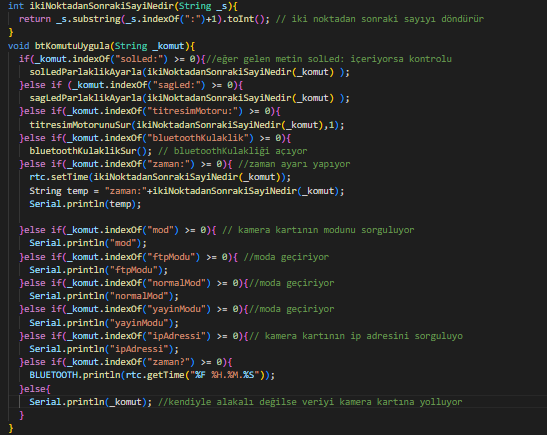 int ikiNoktadanSonrakiSayiNedir(String _s){
  return _s.substring(_s.indexOf(":")+1).toInt(); // iki noktadan sonraki sayıyı döndürür
}
void btKomutuUygula(String _komut){
  if(_komut.indexOf("solLed:") >= 0){//eğer gelen metin solLed: içeriyorsa kontrolu
    solLedParlaklikAyarla(ikiNoktadanSonrakiSayiNedir(_komut) );
  }else if (_komut.indexOf("sagLed:") >= 0){
    sagLedParlaklikAyarla(ikiNoktadanSonrakiSayiNedir(_komut) );
  }else if(_komut.indexOf("titresimMotoru:") >= 0){
    titresimMotorunuSur(ikiNoktadanSonrakiSayiNedir(_komut),1);
  }else if(_komut.indexOf("bluetoothKulaklik") >= 0){
    bluetoothKulaklikSur(); // bluetoothKulakliği açıyor
  }else if(_komut.indexOf("zaman:") >= 0){ //zaman ayarı yapıyor
    rtc.setTime(ikiNoktadanSonrakiSayiNedir(_komut));
    String temp = "zaman:"+ikiNoktadanSonrakiSayiNedir(_komut);
    Serial.println(temp);

  }else if(_komut.indexOf("mod") >= 0){ // kamera kartının modunu sorguluyor
    Serial.println("mod");
  }else if(_komut.indexOf("ftpModu") >= 0){ //moda geçiriyor
    Serial.println("ftpModu");
  }else if(_komut.indexOf("normalMod") >= 0){//moda geçiriyor
    Serial.println("normalMod");
  }else if(_komut.indexOf("yayinModu") >= 0){//moda geçiriyor
    Serial.println("yayinModu");
  }else if(_komut.indexOf("ipAdressi") >= 0){// kamera kartının ip adresini sorguluyo
    Serial.println("ipAdressi");
  }else if(_komut.indexOf("zaman?") >= 0){
    BLUETOOTH.println(rtc.getTime("%F %H.%M.%S"));
  }else{
    Serial.println(_komut); //kendiyle alakalı değilse veriyi kamera kartına yolluyor
  }
}